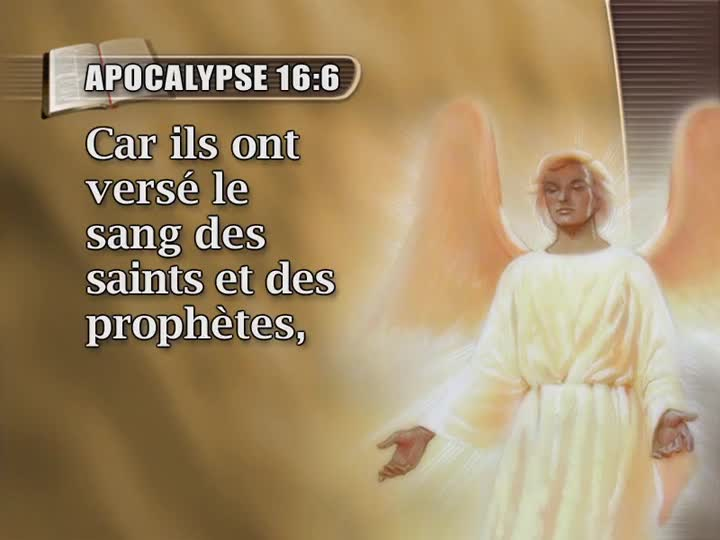 APOCALYPSE 16:6
Car ils ont
versé le
sang des
saints et des
prophètes,